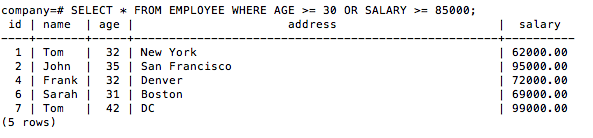 company=# SELECT * FROM EMPLOYEE WHERE AGE >= 30 OR SALARY >= 85000;
 id | name  | age |                      address                       |  salary
----+-------+-----+----------------------------------------------------+----------
  1 | Tom   |  32 | New York                                           | 62000.00
  2 | John  |  35 | San Francisco                                      | 95000.00
  4 | Frank |  32 | Denver                                             | 72000.00
  6 | Sarah |  31 | Boston                                             | 69000.00
  7 | Tom   |  42 | DC                                                 | 99000.00
(5 rows)